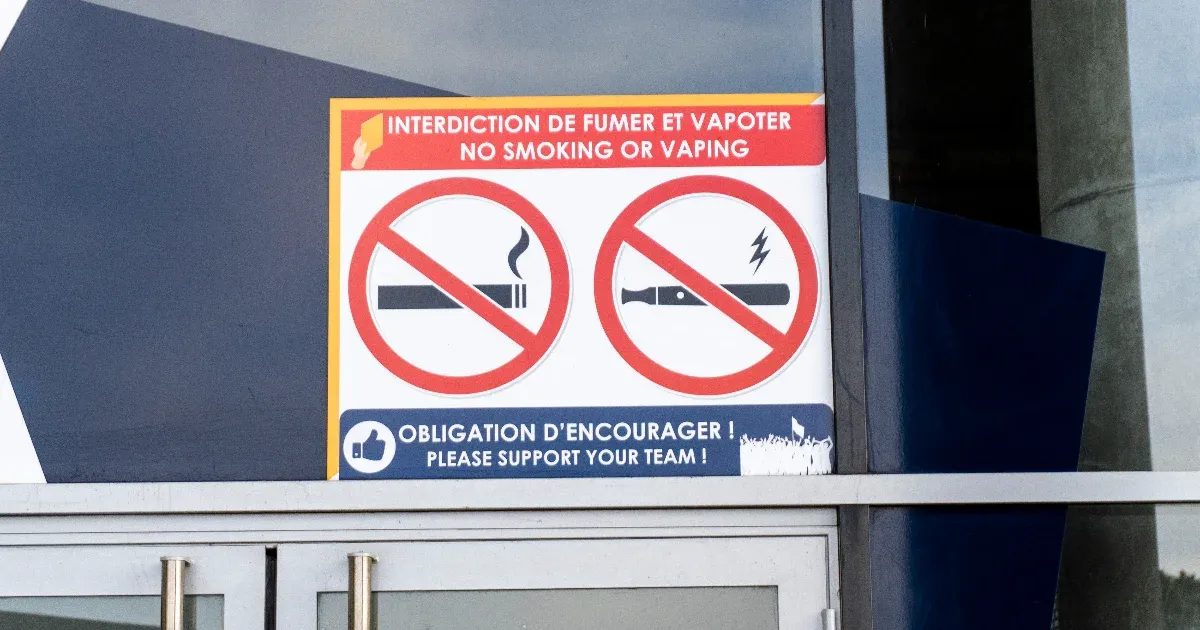 INTERDICTION DE FUMER ET VAPOTER
NO SMOKING OR VAPING
OBLIGATION D'ENCOURAGER !
PLEASE SUPPORT YOUR TEAM !